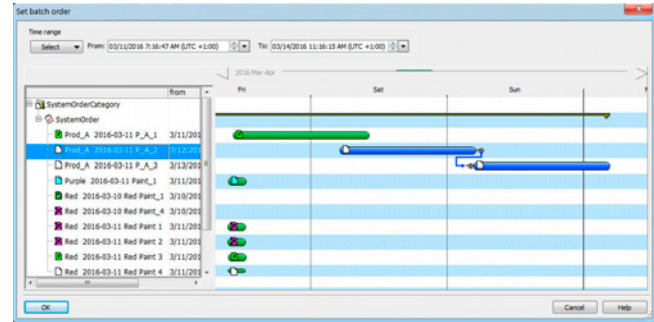 Set batch order
Time range
Select From: 03/11/2016 7:16:47 AM (UTC +1:00) To: 03/14/2016 11:16:15 AM (UTC +1:00)
2016 Mar-Apr
from Fri Sat Sun
SystemOrderCategory
SystemOrder
Prod_A 2016-03-11 P_A_1 3/11/201
Prod_A 2016-03-11 P_A_2 3/12/201
Prod_A 2016-03-11 P_A_3 3/13/201
Purple 2016-03-11 Paint_1 3/11/201
Red 2016-03-10 Red Paint_1 3/10/201
Red 2016-03-10 Red Paint_4 3/10/201
Red 2016-03-11 Red Paint 1 3/11/201
Red 2016-03-11 Red Paint 2 3/11/201
Red 2016-03-11 Red Paint 3 3/11/201
Red 2016-03-11 Red Paint 4 3/11/201
OK Cancel Help